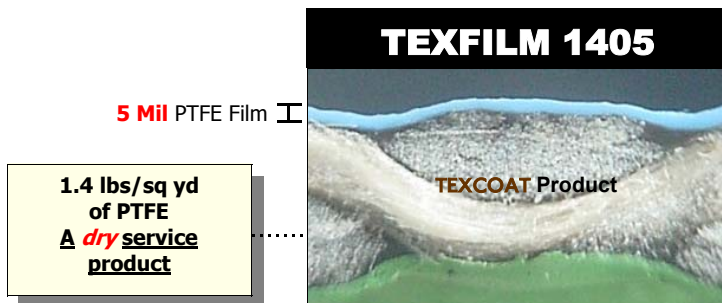 TEXFILM 1405
5 Mil PTFE Film
TEXCOAT Product
1.4 lbs/sq yd
of PTFE
A dry service
product